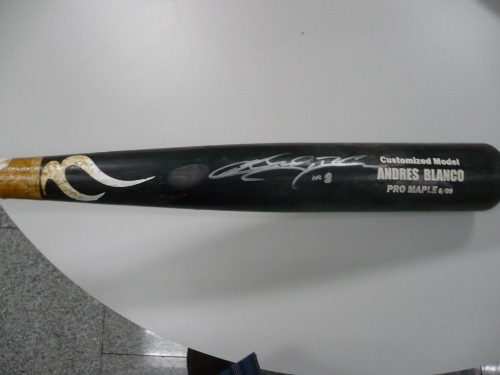 Customized Model
ANDRES BLANCO
PRO MAPLE 6/09